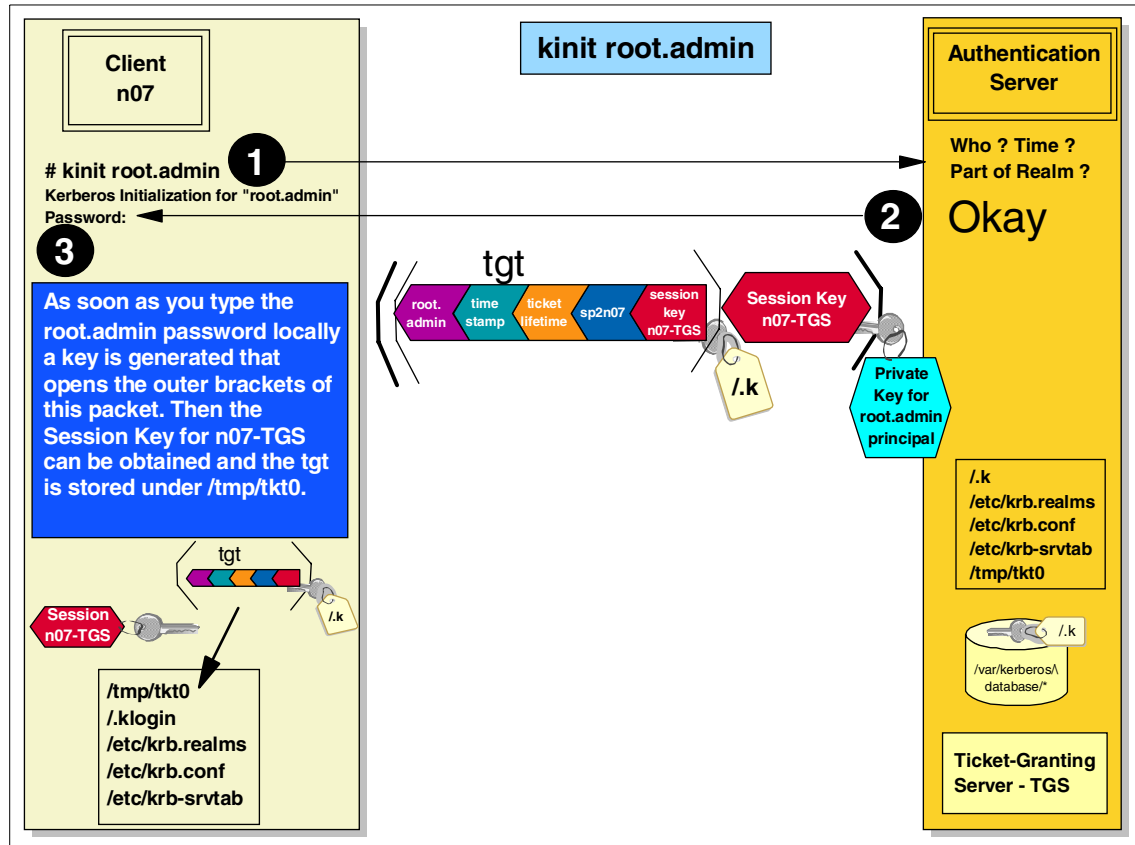 kinit root.admin
Client
n07
# kinit root.admin
1
Kerberos Initialization for "root.admin"
Password:
3
As soon as you type the
root.admin password locally
a key is generated that
opens the outer brackets of
this packet. Then the
Session Key for n07-TGS
can be obtained and the tgt
is stored under /tmp/tkt0.
tgt
/.k
Session
n07-TGS
/tmp/tkt0
/.klogin
/etc/krb.realms
/etc/krb.conf
/etc/krb-srvtab
2
tgt
root.
admin
time
stamp
ticket
lifetime
sp2n07
session
key
n07-TGS
/.k
Session Key
n07-TGS
Private
Key for
root.admin
principal
Authentication
Server
Who ? Time ?
Part of Realm ?
Okay
/.k
/etc/krb.realms
/etc/krb.conf
/etc/krb-srvtab
/tmp/tkt0
/.k
/var/kerberos/\
database/*
Ticket-Granting
Server - TGS